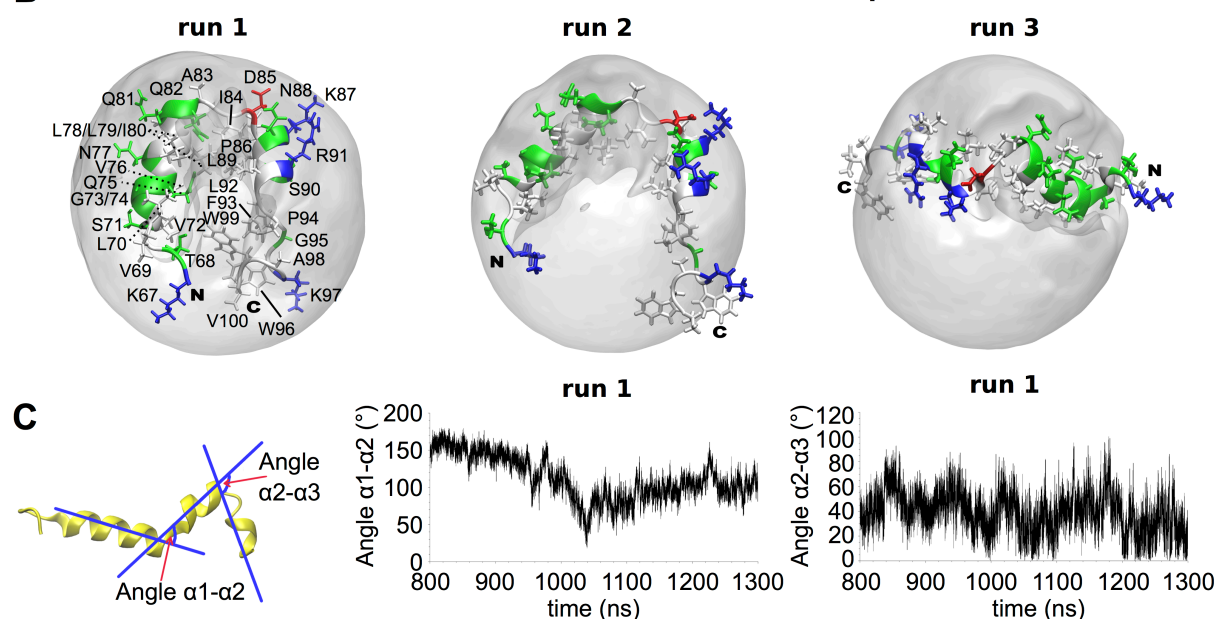 run 1
run 2
run 3
A83
D85
Q82
N88
K87
Q81
I84
L78/L79/I80
P86
N77
L89
R91
V76
Q75
L92
S90
G73/74
F93
S71
V72
W99
P94
L70
G95
V69
T68
A98
K67
N
C
K97
V100
W96
N
C
C
N
C
Angle
α2-α3
Angle α1-α2
run 1
Angle α1-α2 (°)
200
150
100
50
0
800
900
1000
1100
1200
1300
time (ns)
run 1
Angle α2-α3 (°)
120
100
80
60
40
20
0
800
900
1000
1100
1200
1300
time (ns)